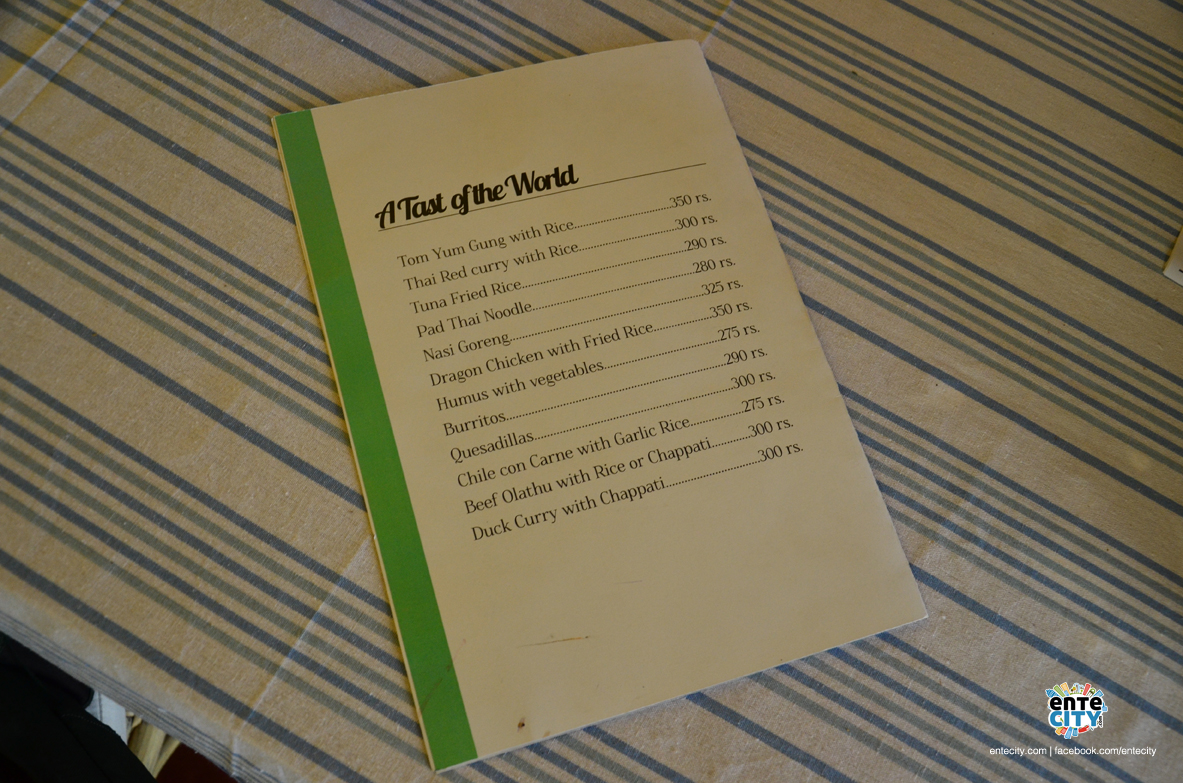 A Tast of the World
Tom Yum Gung with Rice..........................350 rs.
Thai Red curry with Rice..........................300 rs.
Tuna Fried Rice............................................290 rs.
Pad Thai Noodle...........................................280 rs.
Nasi Goreng..................................................325 rs.
Dragon Chicken with Fried Rice...............350 rs.
Humus with vegetables..............................275 rs.
Burritos..........................................................290 rs.
Quesadillas....................................................300 rs.
Chile con Carne with Garlic Rice..............275 rs.
Beef Olathu with Rice or Chappati..........300 rs.
Duck Curry with Chappati.........................300 rs.
ente
CITY
entecity.com | facebook.com/entecity